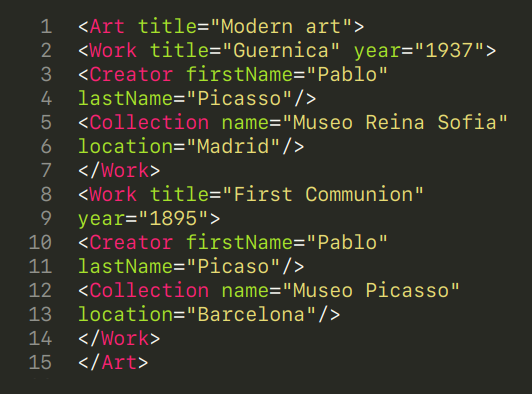 1 <Art title="Modern art">
2 <Work title="Guernica" year="1937">
3 <Creator firstName="Pablo"
4 lastName="Picasso"/>
5 <Collection name="Museo Reina Sofia"
6 location="Madrid"/>
7 </Work>
8 <Work title="First Communion"
9 year="1895">
10 <Creator firstName="Pablo"
11 lastName="Picaso"/>
12 <Collection name="Museo Picasso"
13 location="Barcelona"/>
14 </Work>
15 </Art>